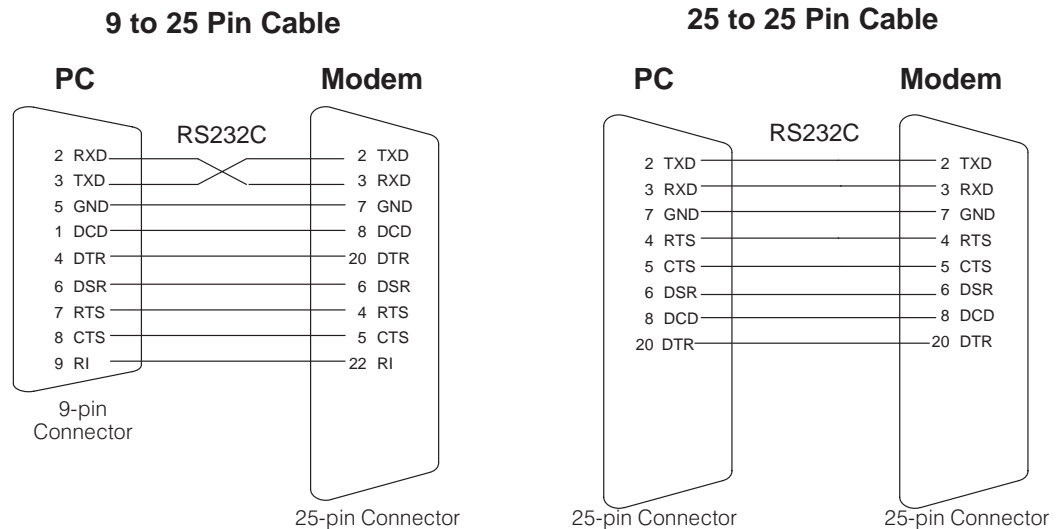 9 to 25 Pin Cable
PC Modem
RS232C
2 RXD 2 TXD
3 TXD 3 RXD
5 GND 7 GND
1 DCD 8 DCD
4 DTR 20 DTR
6 DSR 6 DSR
7 RTS 4 RTS
8 CTS 5 CTS
9 RI 22 RI
9-pin
Connector
25-pin Connector
25 to 25 Pin Cable
PC Modem
RS232C
2 TXD 2 TXD
3 RXD 3 RXD
7 GND 7 GND
4 RTS 4 RTS
5 CTS 5 CTS
6 DSR 6 DSR
8 DCD 8 DCD
20 DTR 20 DTR
25-pin Connector 25-pin Connector